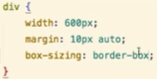 div {
width: 600px;
margin: 10px auto;
box-sizing: border-box;
}